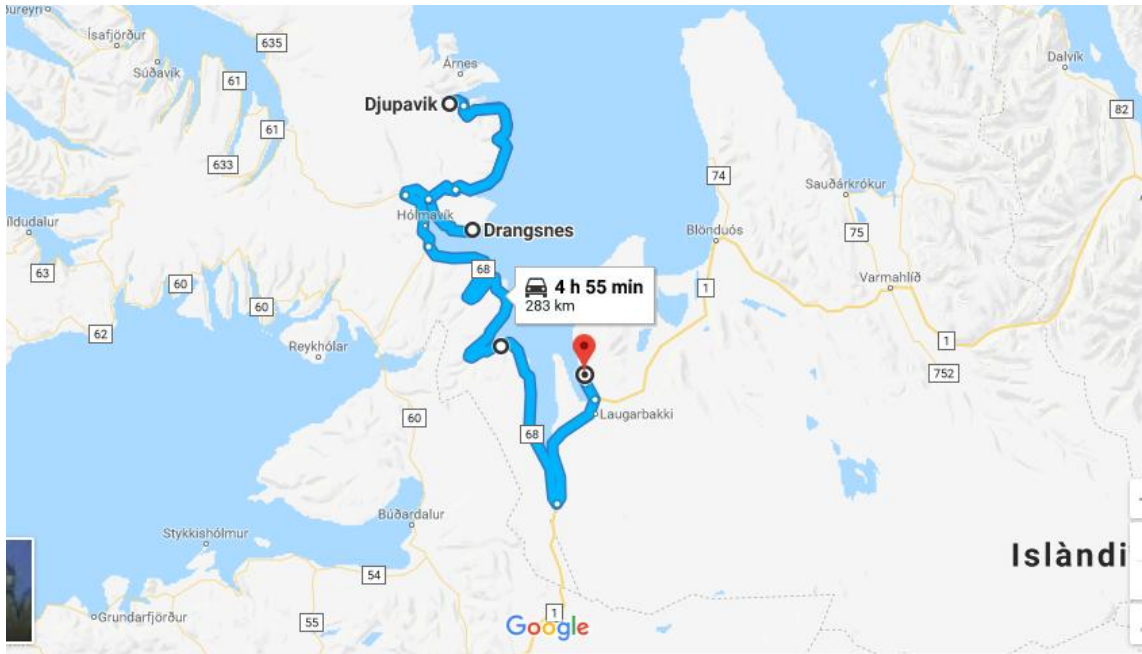 Ísafjörður
635
Árnes
Dalvík
Súðavík
61
Djupavik
82
61
633
74
Sauðárkrókur
Hólmavík
Drangsnes
Blönduós
75
63
60
68
4 h 55 min
283 km
Varmahlíð
1
60
62
Reykhólar
1
752
60
Laugarbakki
68
Búðardalur
Stykkishólmur
Islàndi
54
Grundarfjörður
55
1
Google